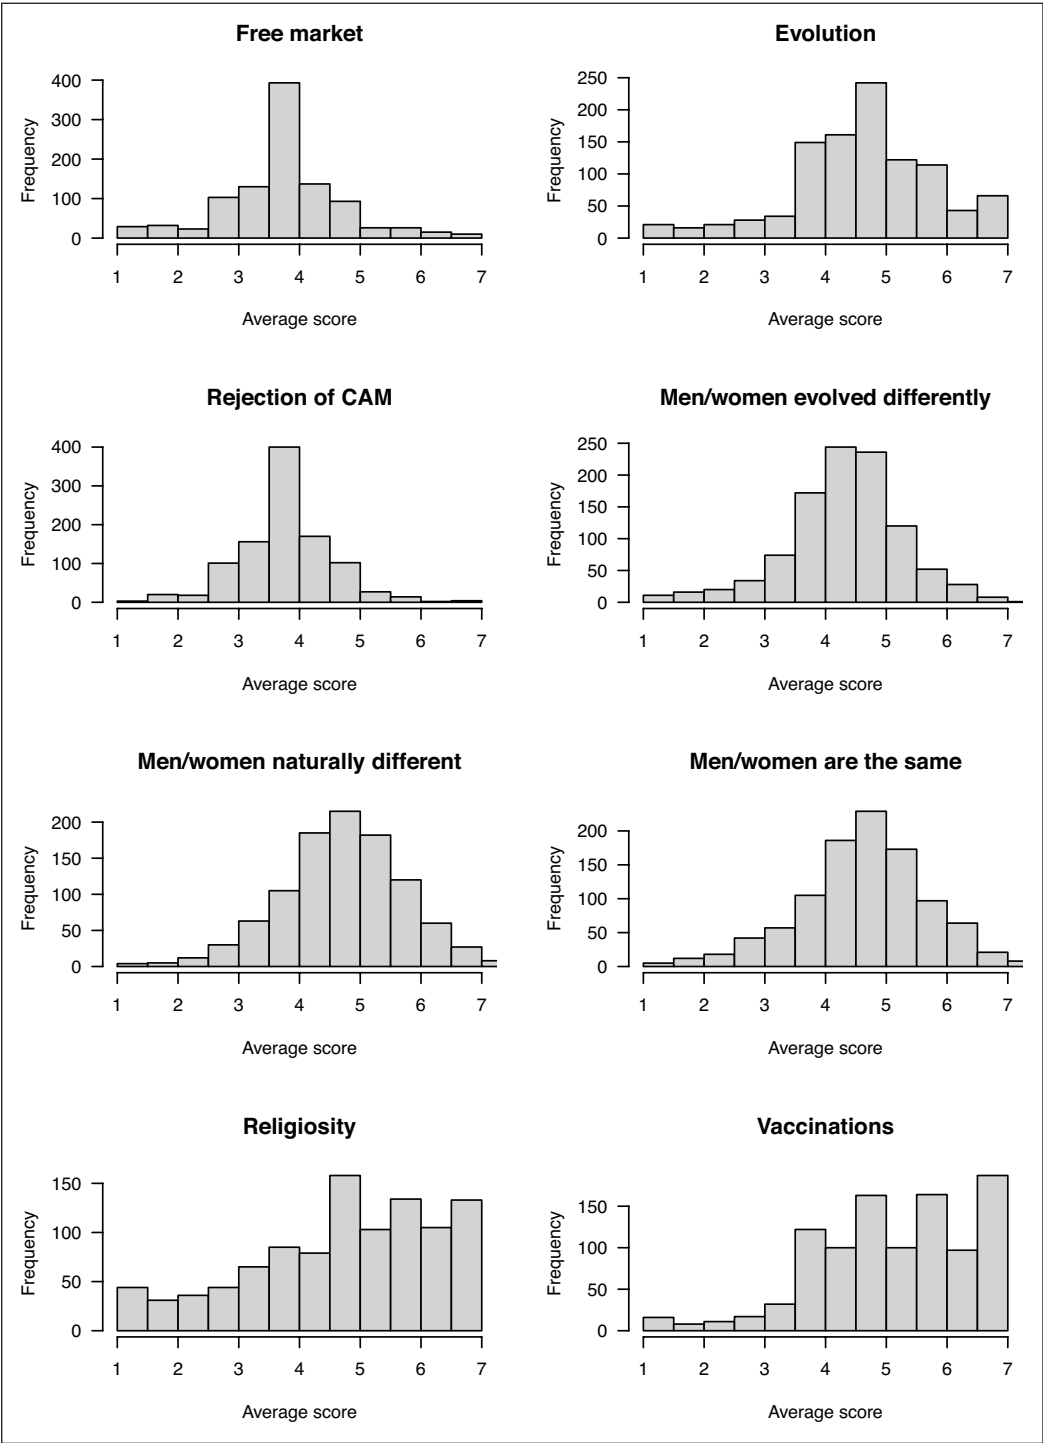 Free market
Evolution
Frequency
400
300
200
100
0
1 2 3 4 5 6 7
Average score
Frequency
250
200
150
100
50
0
1 2 3 4 5 6 7
Average score
Rejection of CAM
Men/women evolved differently
Frequency
400
300
200
100
0
1 2 3 4 5 6 7
Average score
Frequency
250
200
150
100
50
0
1 2 3 4 5 6 7
Average score
Men/women naturally different
Men/women are the same
Frequency
200
150
100
50
0
1 2 3 4 5 6 7
Average score
Frequency
200
150
100
50
0
1 2 3 4 5 6 7
Average score
Religiosity
Vaccinations
Frequency
150
100
50
0
1 2 3 4 5 6 7
Average score
Frequency
150
100
50
0
1 2 3 4 5 6 7
Average score